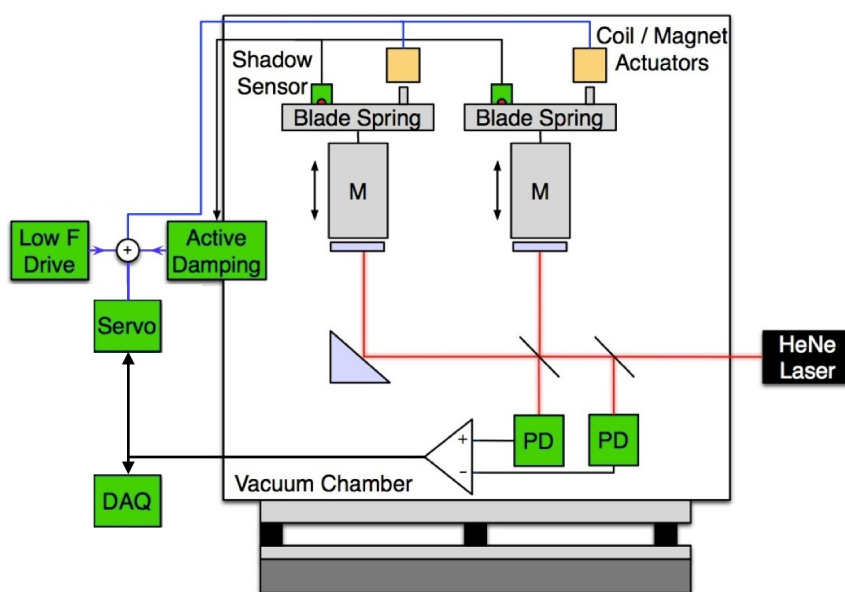 Coil / Magnet
Actuators
Shadow
Sensor
Blade Spring
Blade Spring
M
M
Low F
Drive
+
Active
Damping
Servo
HeNe
Laser
+
PD
PD
-
Vacuum Chamber
DAQ